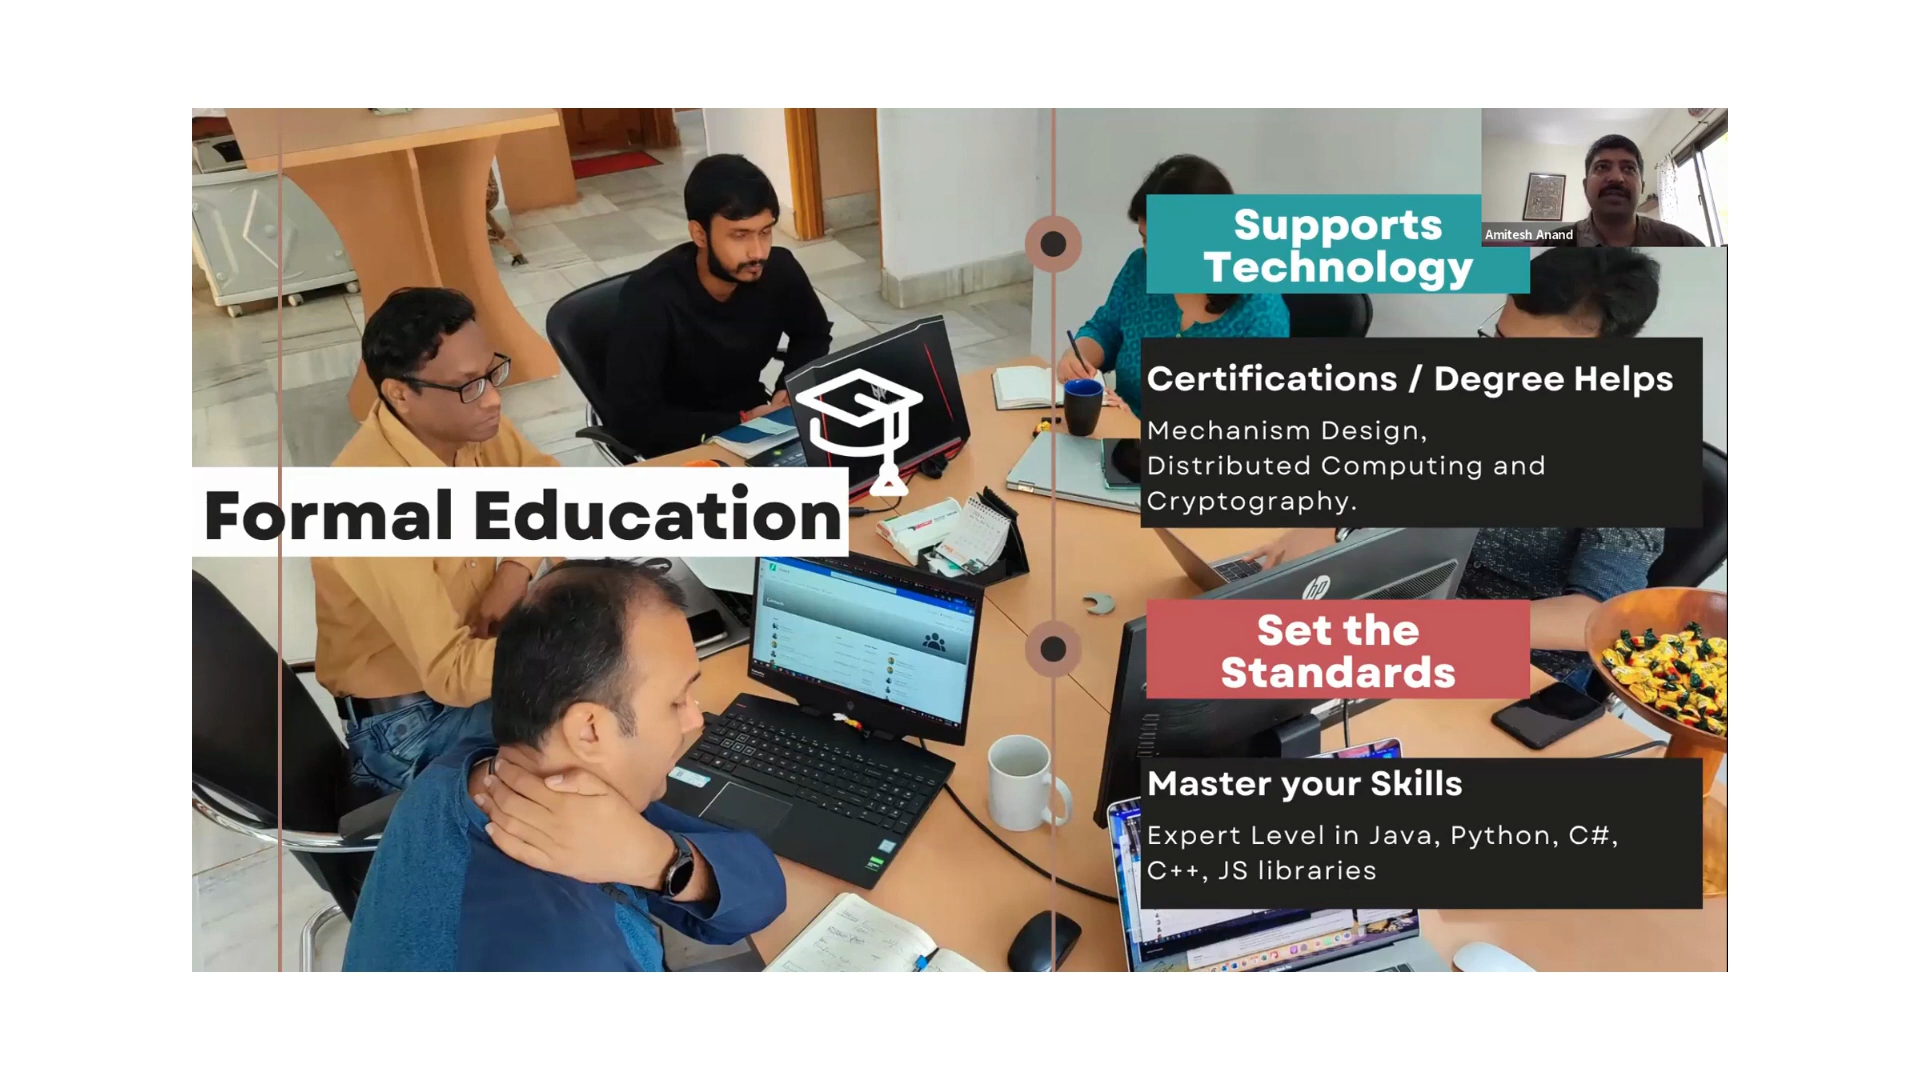 Formal Education
Supports
Technology
Amitesh Anand
Certifications / Degree Helps
Mechanism Design,
Distributed Computing and
Cryptography.
hp
Set the
Standards
Master your Skills
Expert Level in Java, Python, C#,
C++, JS libraries